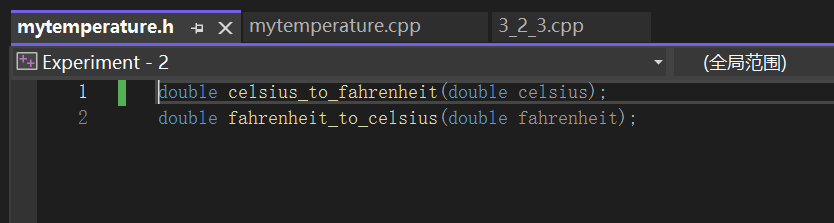 mytemperature.h mytemperature.cpp 3_2_3.cpp
Experiment - 2 (全局范围)
1 double celsius_to_fahrenheit(double celsius);
2 double fahrenheit_to_celsius(double fahrenheit);